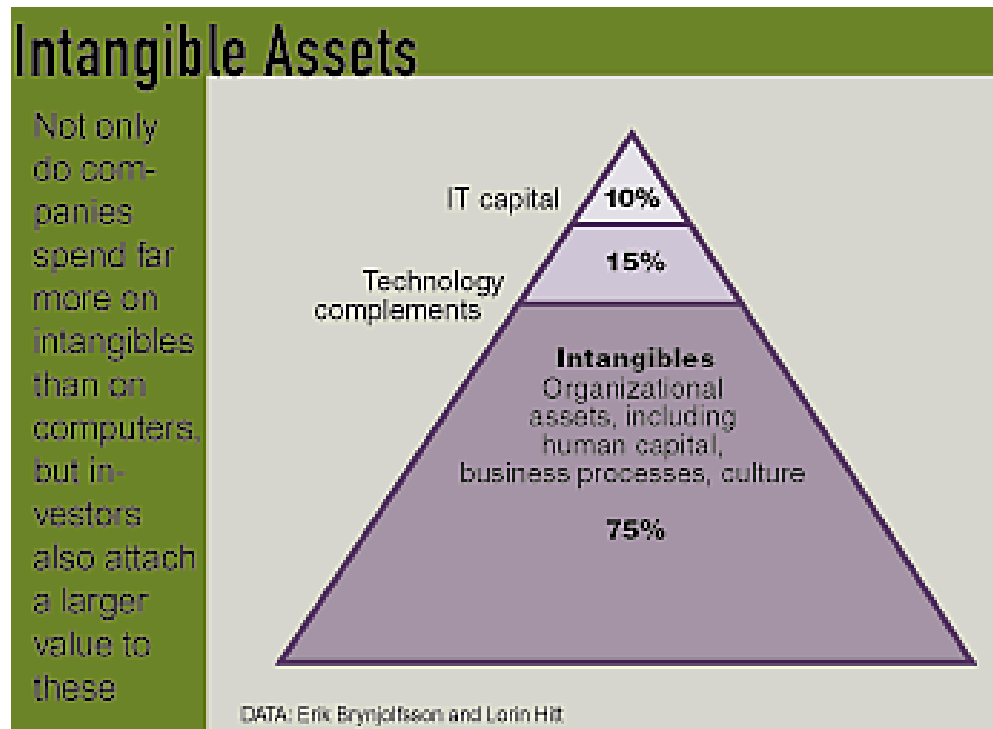 Intangible Assets
Not only
do com-
panies
spend far
more on
intangibles
than on
computers,
but in-
vestors
also attach
a larger
value to
these
IT capital
10%
15%
Technology
complements
Intangibles
Organizational
assets, including
human capital,
business processes, culture
75%
DATA: Erik Brynjolfsson and Lorin Hitt